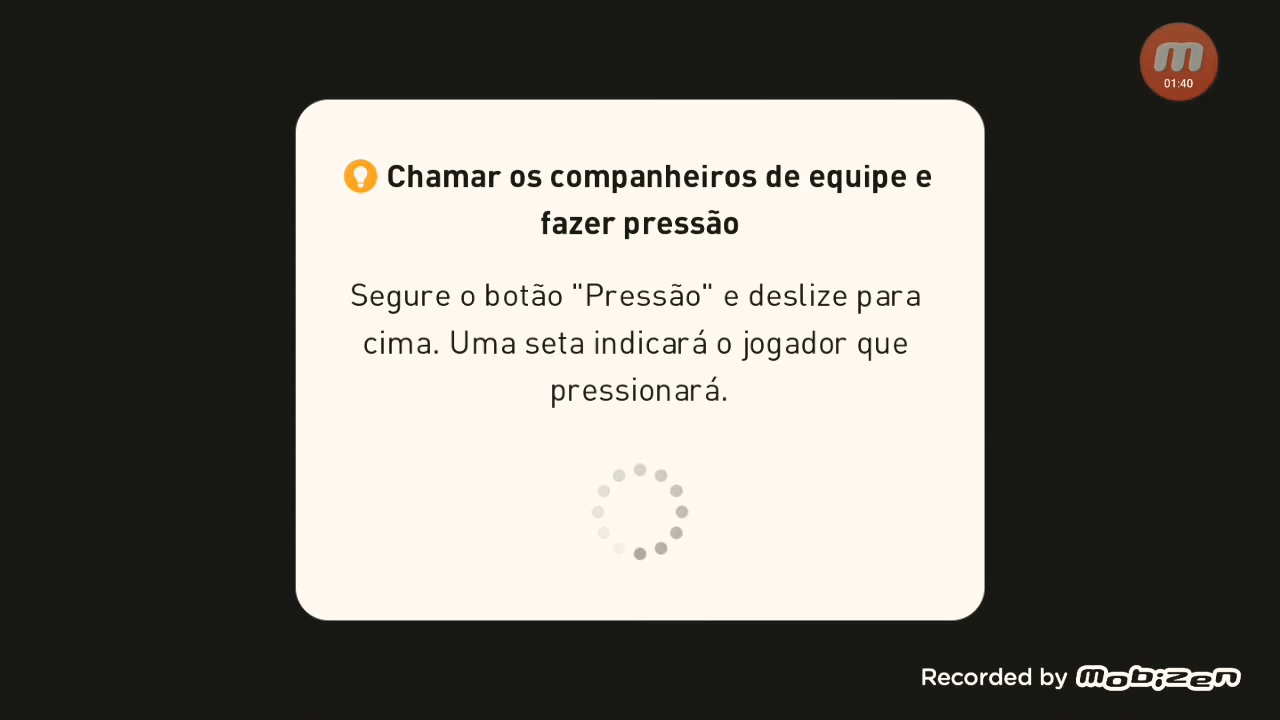 m
01:40
Chamar os companheiros de equipe e
fazer pressão
Segure o botão "Pressão" e deslize para
cima. Uma seta indicará o jogador que
pressionará.
Recorded by mobizen